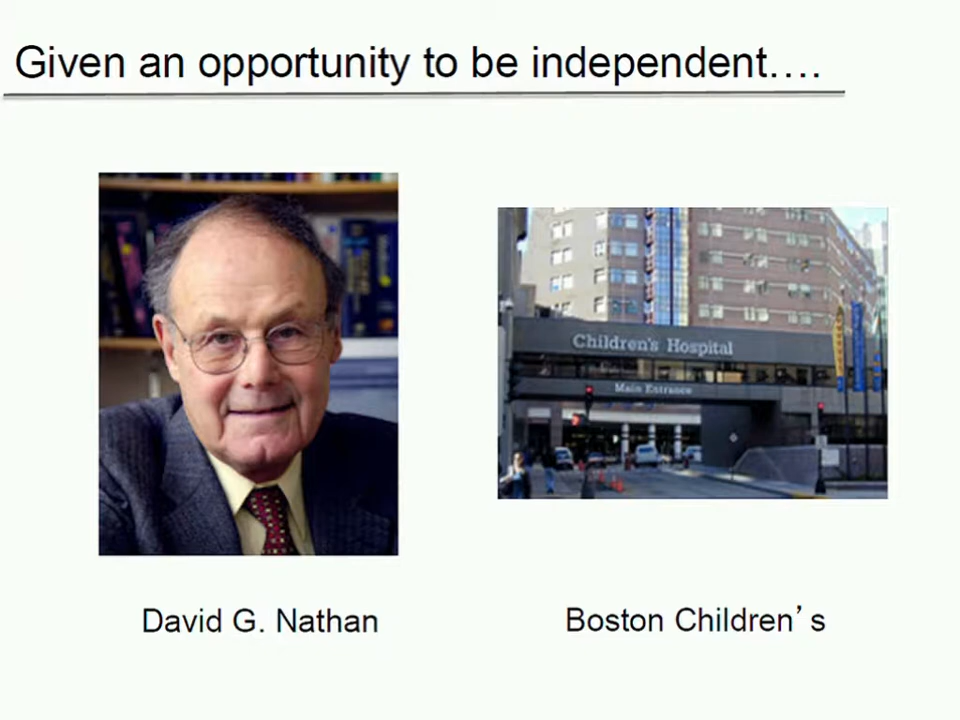 Given an opportunity to be independent….
Children's Hospital
Main Entrance
David G. Nathan
Boston Children’s